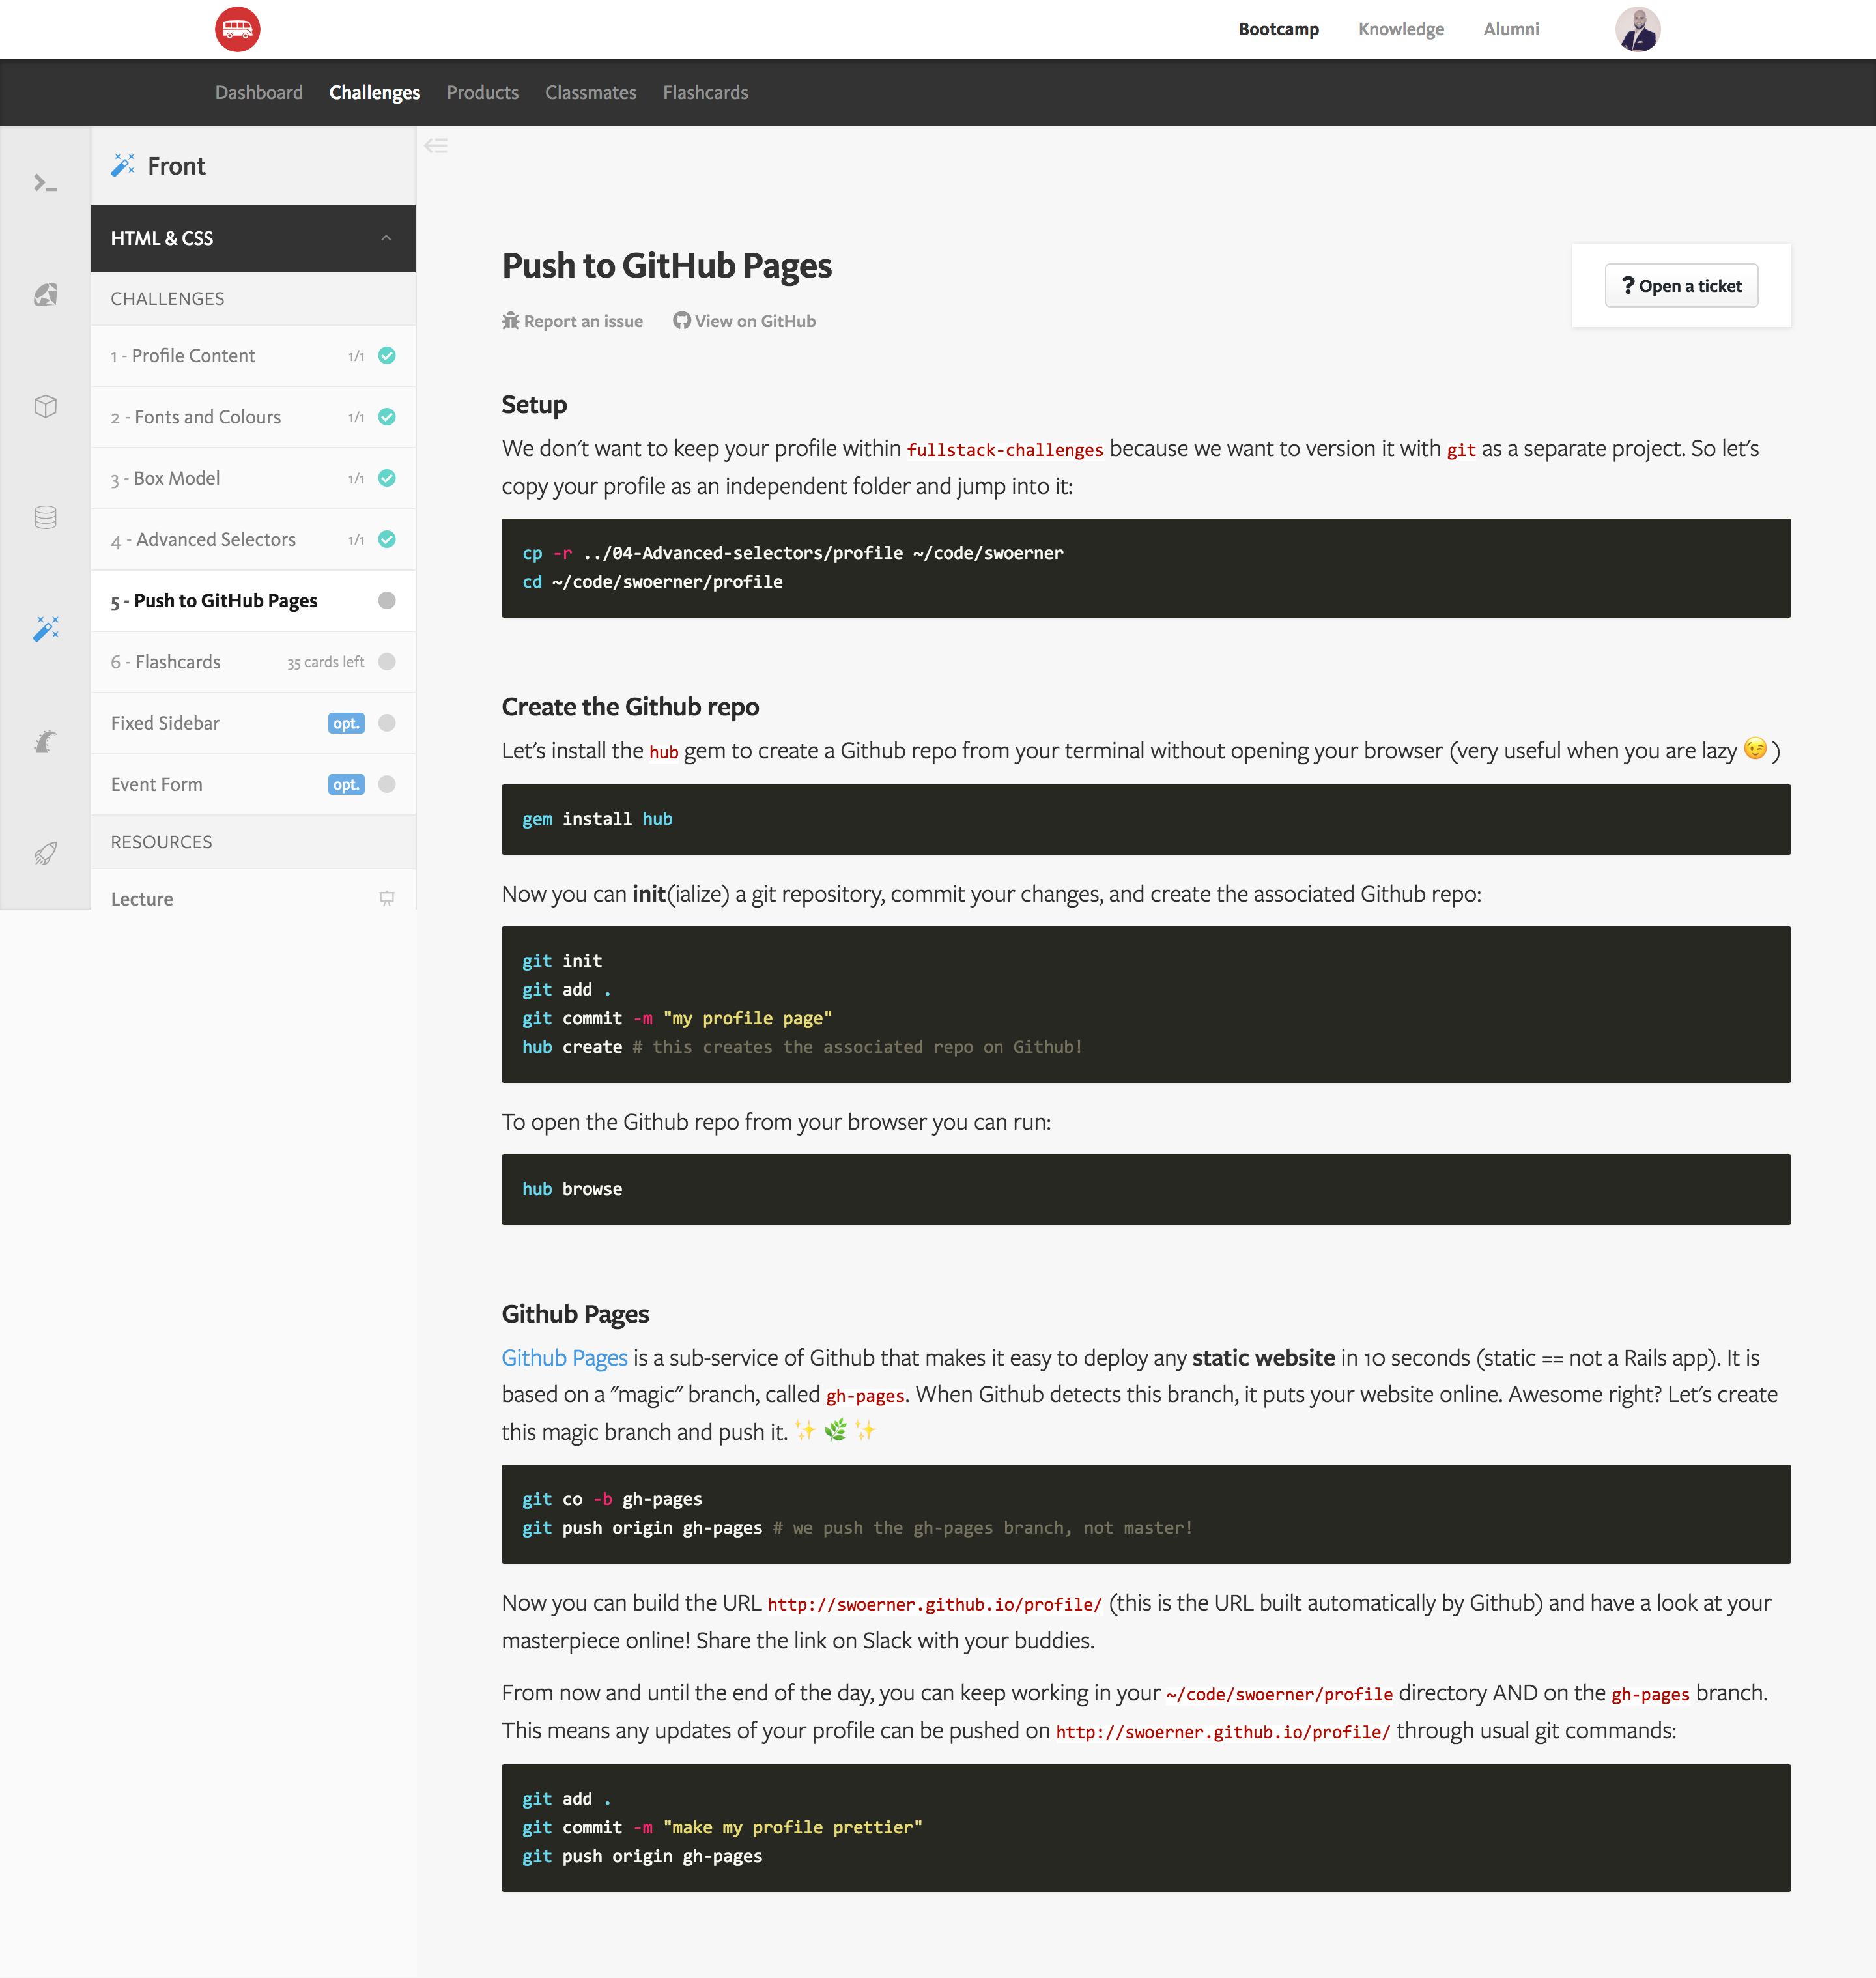 Bootcamp Knowledge Alumni
Dashboard Challenges Products Classmates Flashcards
Front
HTML & CSS
CHALLENGES
1 - Profile Content 1/1
2 - Fonts and Colours 1/1
3 - Box Model 1/1
4 - Advanced Selectors 1/1
5 - Push to GitHub Pages
6 - Flashcards 35 cards left
Fixed Sidebar opt.
Event Form opt.
RESOURCES
Lecture
Push to GitHub Pages
? Open a ticket
Report an issue View on GitHub
Setup
We don't want to keep your profile within fullstack-challenges because we want to version it with git as a separate project. So let's
copy your profile as an independent folder and jump into it:
cp -r ../04-Advanced-selectors/profile ~/code/swoerner
cd ~/code/swoerner/profile
Create the Github repo
Let's install the hub gem to create a Github repo from your terminal without opening your browser (very useful when you are lazy 😉 )
gem install hub
Now you can init(ialize) a git repository, commit your changes, and create the associated Github repo:
git init
git add .
git commit -m "my profile page"
hub create # this creates the associated repo on Github!
To open the Github repo from your browser you can run:
hub browse
Github Pages
Github Pages is a sub-service of Github that makes it easy to deploy any static website in 10 seconds (static == not a Rails app). It is
based on a "magic" branch, called gh-pages. When Github detects this branch, it puts your website online. Awesome right? Let's create
this magic branch and push it. ✨ 🌿 ✨
git co -b gh-pages
git push origin gh-pages # we push the gh-pages branch, not master!
Now you can build the URL http://swoerner.github.io/profile/ (this is the URL built automatically by Github) and have a look at your
masterpiece online! Share the link on Slack with your buddies.
From now and until the end of the day, you can keep working in your ~/code/swoerner/profile directory AND on the gh-pages branch.
This means any updates of your profile can be pushed on http://swoerner.github.io/profile/ through usual git commands:
git add .
git commit -m "make my profile prettier"
git push origin gh-pages